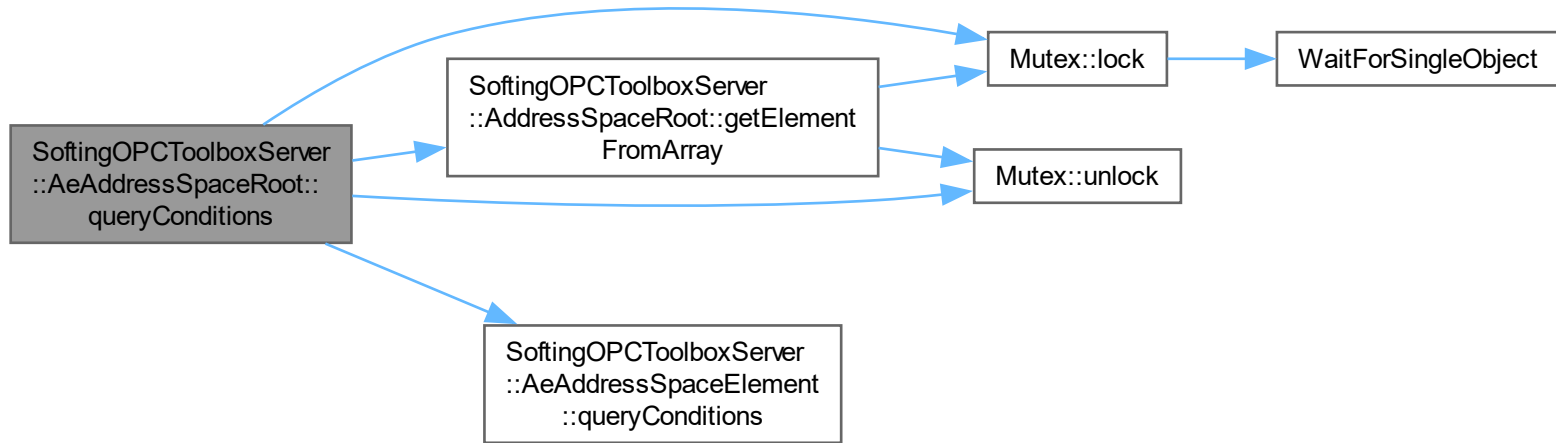 SoftingOPCToolboxServer
::AeAddressSpaceRoot::
queryConditions
SoftingOPCToolboxServer
::AddressSpaceRoot::getElement
FromArray
Mutex::lock
WaitForSingleObject
Mutex::unlock
SoftingOPCToolboxServer
::AeAddressSpaceElement
::queryConditions